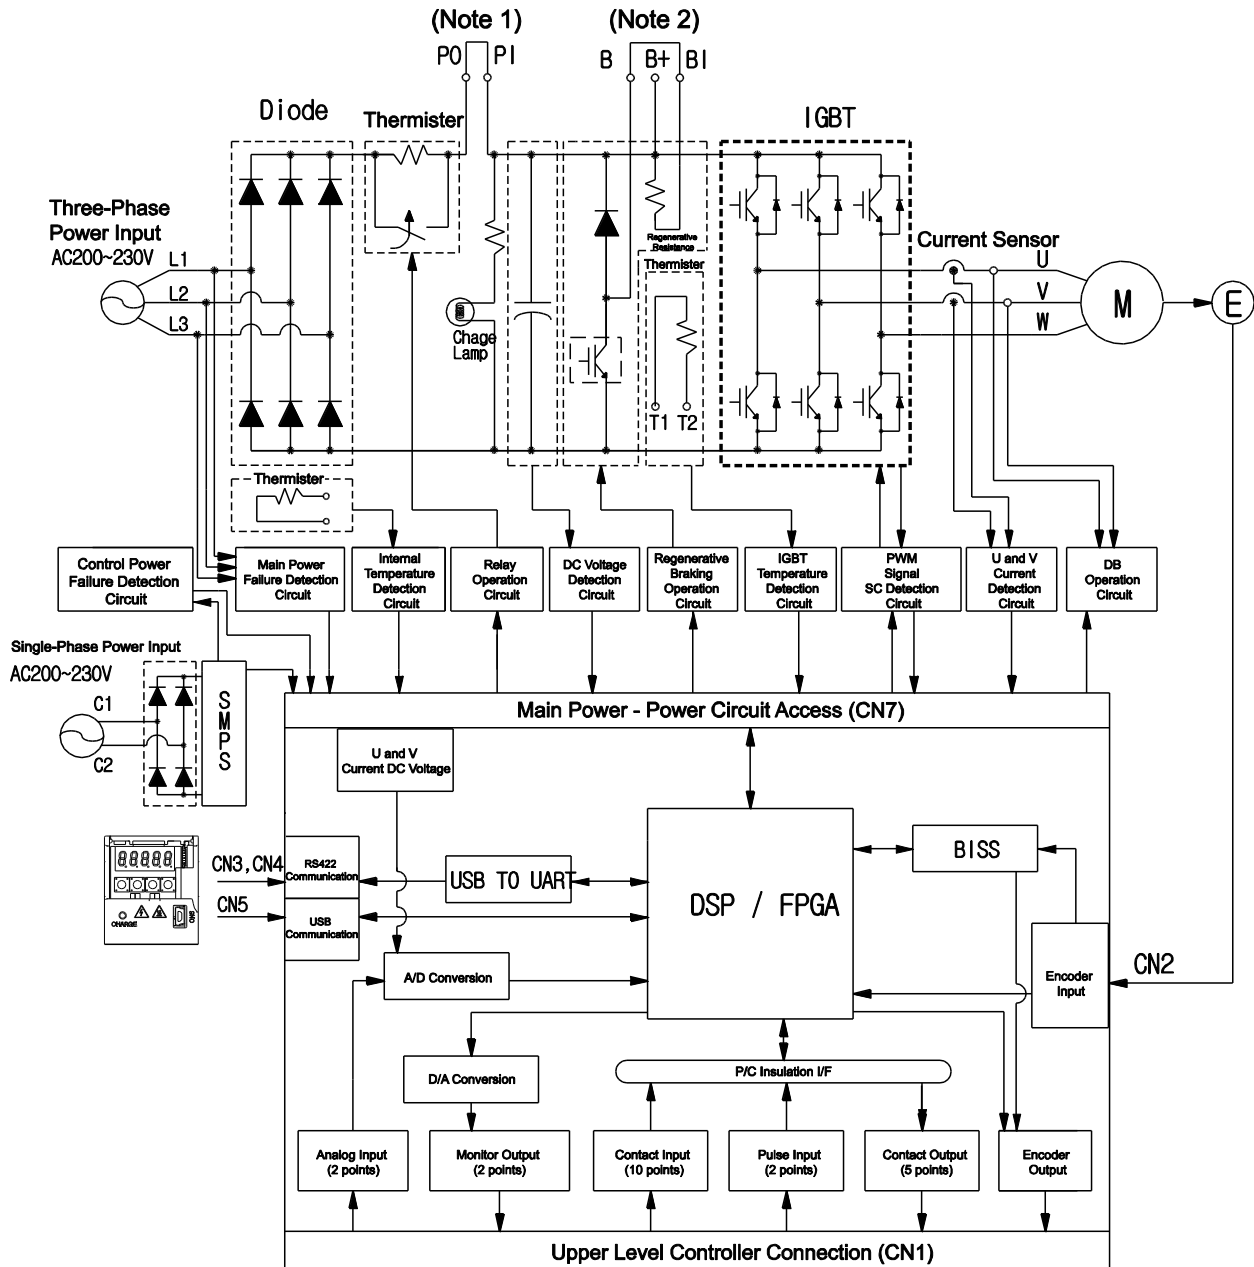 (Note 1)
(Note 2)
P0
PI
B
B+
BI
Diode
Thermister
IGBT
Three-Phase
Power Input
AC200~230V
L1
L2
L3
Chage
Lamp
Regenerative
Resistance
Thermister
T1
T2
Current Sensor
U
V
W
M
E
Thermister
Control Power
Failure Detection
Circuit
Main Power
Failure Detection
Circuit
Internal
Temperature
Detection
Circuit
Relay
Operation
Circuit
DC Voltage
Detection
Circuit
Regenerative
Braking
Operation
Circuit
IGBT
Temperature
Detection
Circuit
PWM
Signal
SC Detection
Circuit
U and V
Current
Detection
Circuit
DB
Operation
Circuit
Single-Phase Power Input
AC200~230V
C1
C2
SMPS
Main Power - Power Circuit Access (CN7)
U and V
Current DC Voltage
88888
CHARGE
CN5
CN3,CN4
CN5
RS422
Communication
USB
Communication
USB TO UART
DSP / FPGA
BISS
A/D Conversion
Encoder
Input
CN2
D/A Conversion
P/C Insulation I/F
Analog Input
(2 points)
Monitor Output
(2 points)
Contact Input
(10 points)
Pulse Input
(2 points)
Contact Output
(5 points)
Encoder
Output
Upper Level Controller Connection (CN1)